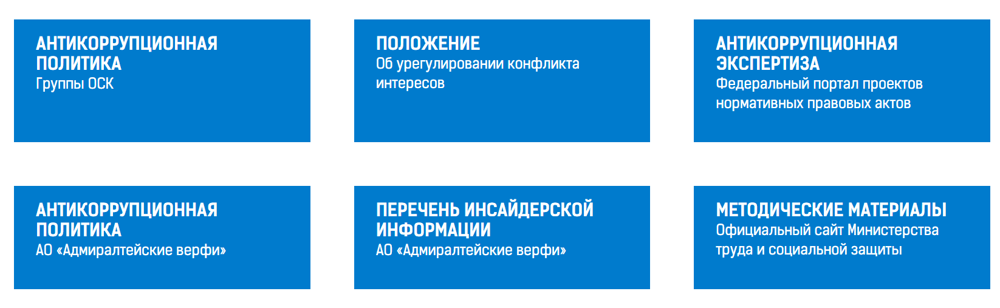 АНТИКОРРУПЦИОННАЯ
ПОЛИТИКА
Группы ОСК
ПОЛОЖЕНИЕ
Об урегулировании конфликта
интересов
АНТИКОРРУПЦИОННАЯ
ЭКСПЕРТИЗА
Федеральный портал проектов
нормативных правовых актов
АНТИКОРРУПЦИОННАЯ
ПОЛИТИКА
АО «Адмиралтейские верфи»
ПЕРЕЧЕНЬ ИНСАЙДЕРСКОЙ
ИНФОРМАЦИИ
АО «Адмиралтейские верфи»
МЕТОДИЧЕСКИЕ МАТЕРИАЛЫ
Официальный сайт Министерства
труда и социальной защиты